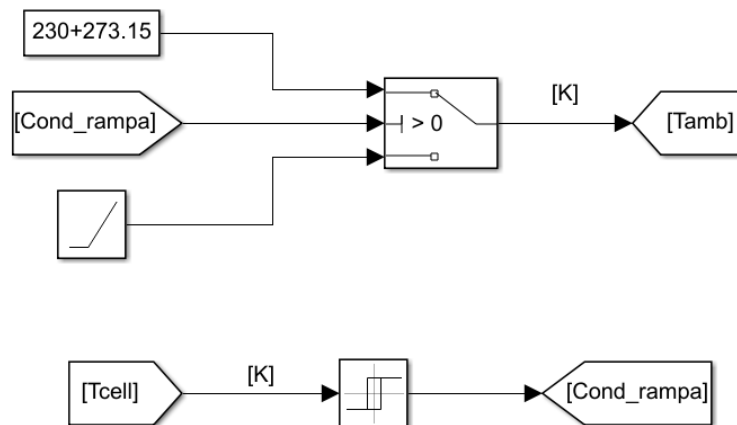 230+273.15
[Cond_rampa]
> 0
[K]
[Tamb]
[Tcell]
[K]
[Cond_rampa]